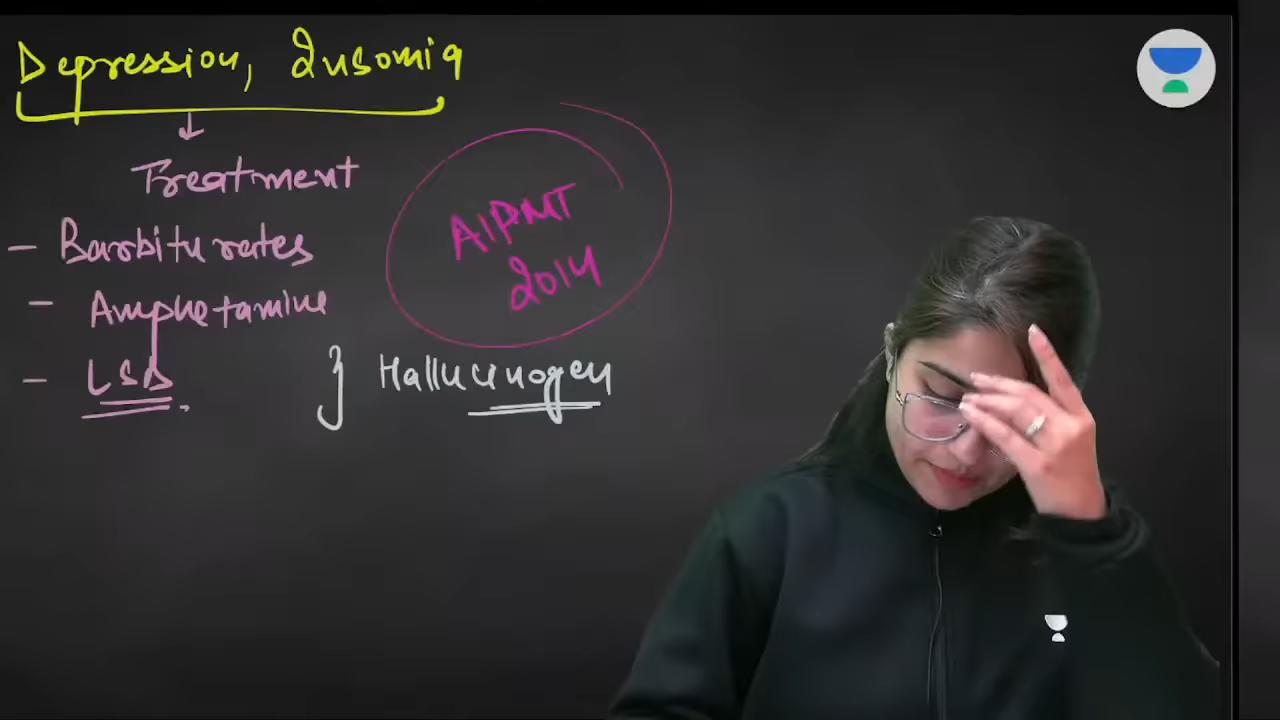 Depression, Insomia
↓
Treatment
- Barbiturates
- Amphetamine
- LSD } Hallucinogen
AIPMT
2014